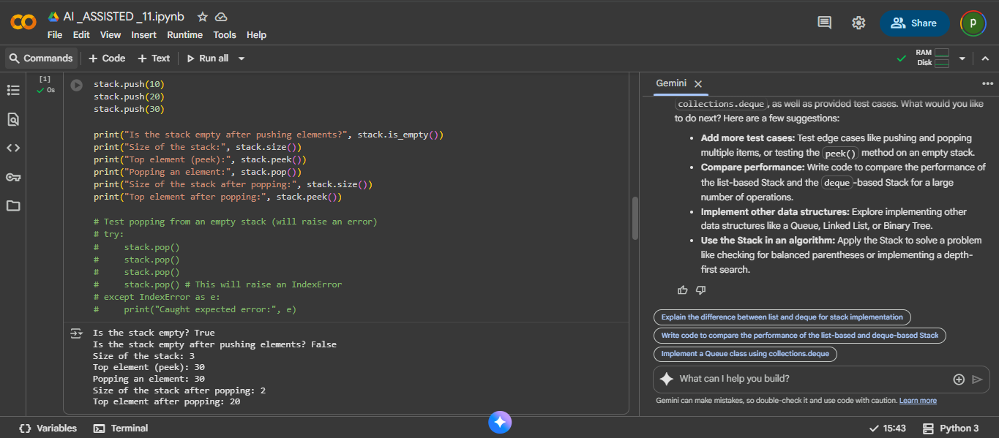 AI _ASSISTED _11.ipynb
File Edit View Insert Runtime Tools Help
Share
p
Commands + Code + Text Run all
RAM
Disk
[1]
0s
stack.push(10)
stack.push(20)
stack.push(30)
print("Is the stack empty after pushing elements?", stack.is_empty())
print("Size of the stack:", stack.size())
print("Top element (peek):", stack.peek())
print("Popping an element:", stack.pop())
print("Size of the stack after popping:", stack.size())
print("Top element after popping:", stack.peek())
# Test popping from an empty stack (will raise an error)
# try:
#     stack.pop()
#     stack.pop()
#     stack.pop()
#     stack.pop() # This will raise an IndexError
# except IndexError as e:
#     print("Caught expected error:", e)
Is the stack empty? True
Is the stack empty after pushing elements? False
Size of the stack: 3
Top element (peek): 30
Popping an element: 30
Size of the stack after popping: 2
Top element after popping: 20
Gemini
collections.deque , as well as provided test cases. What would you like
to do next? Here are a few suggestions:
• Add more test cases: Test edge cases like pushing and popping
multiple items, or testing the peek() method on an empty stack.
• Compare performance: Write code to compare the performance of
the list-based Stack and the deque -based Stack for a large
number of operations.
• Implement other data structures: Explore implementing other
data structures like a Queue, Linked List, or Binary Tree.
• Use the Stack in an algorithm: Apply the Stack to solve a problem
like checking for balanced parentheses or implementing a depth-
first search.
Explain the difference between list and deque for stack implementation
Write code to compare the performance of the list-based and deque-based Stack
Implement a Queue class using collections.deque
What can I help you build?
Gemini can make mistakes, so double-check it and use code with caution. Learn more
{} Variables Terminal
15:43 Python 3